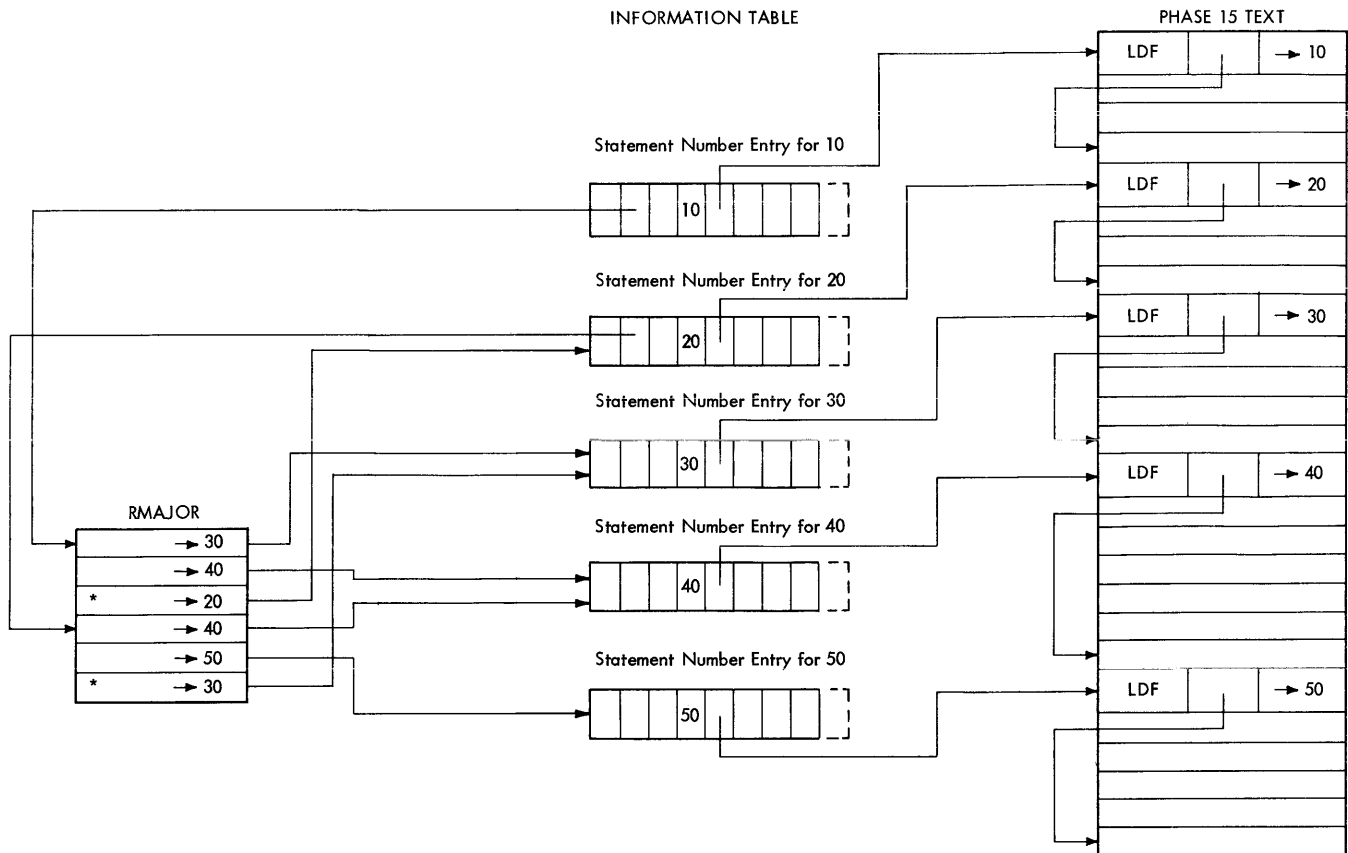 INFORMATION TABLE
PHASE 15 TEXT
LDF → 10
Statement Number Entry for 10
10
LDF → 20
Statement Number Entry for 20
20
LDF → 30
Statement Number Entry for 30
30
LDF → 40
Statement Number Entry for 40
40
RMAJOR
→ 30
→ 40
* → 20
→ 40
→ 50
* → 30
Statement Number Entry for 50
50
LDF → 50